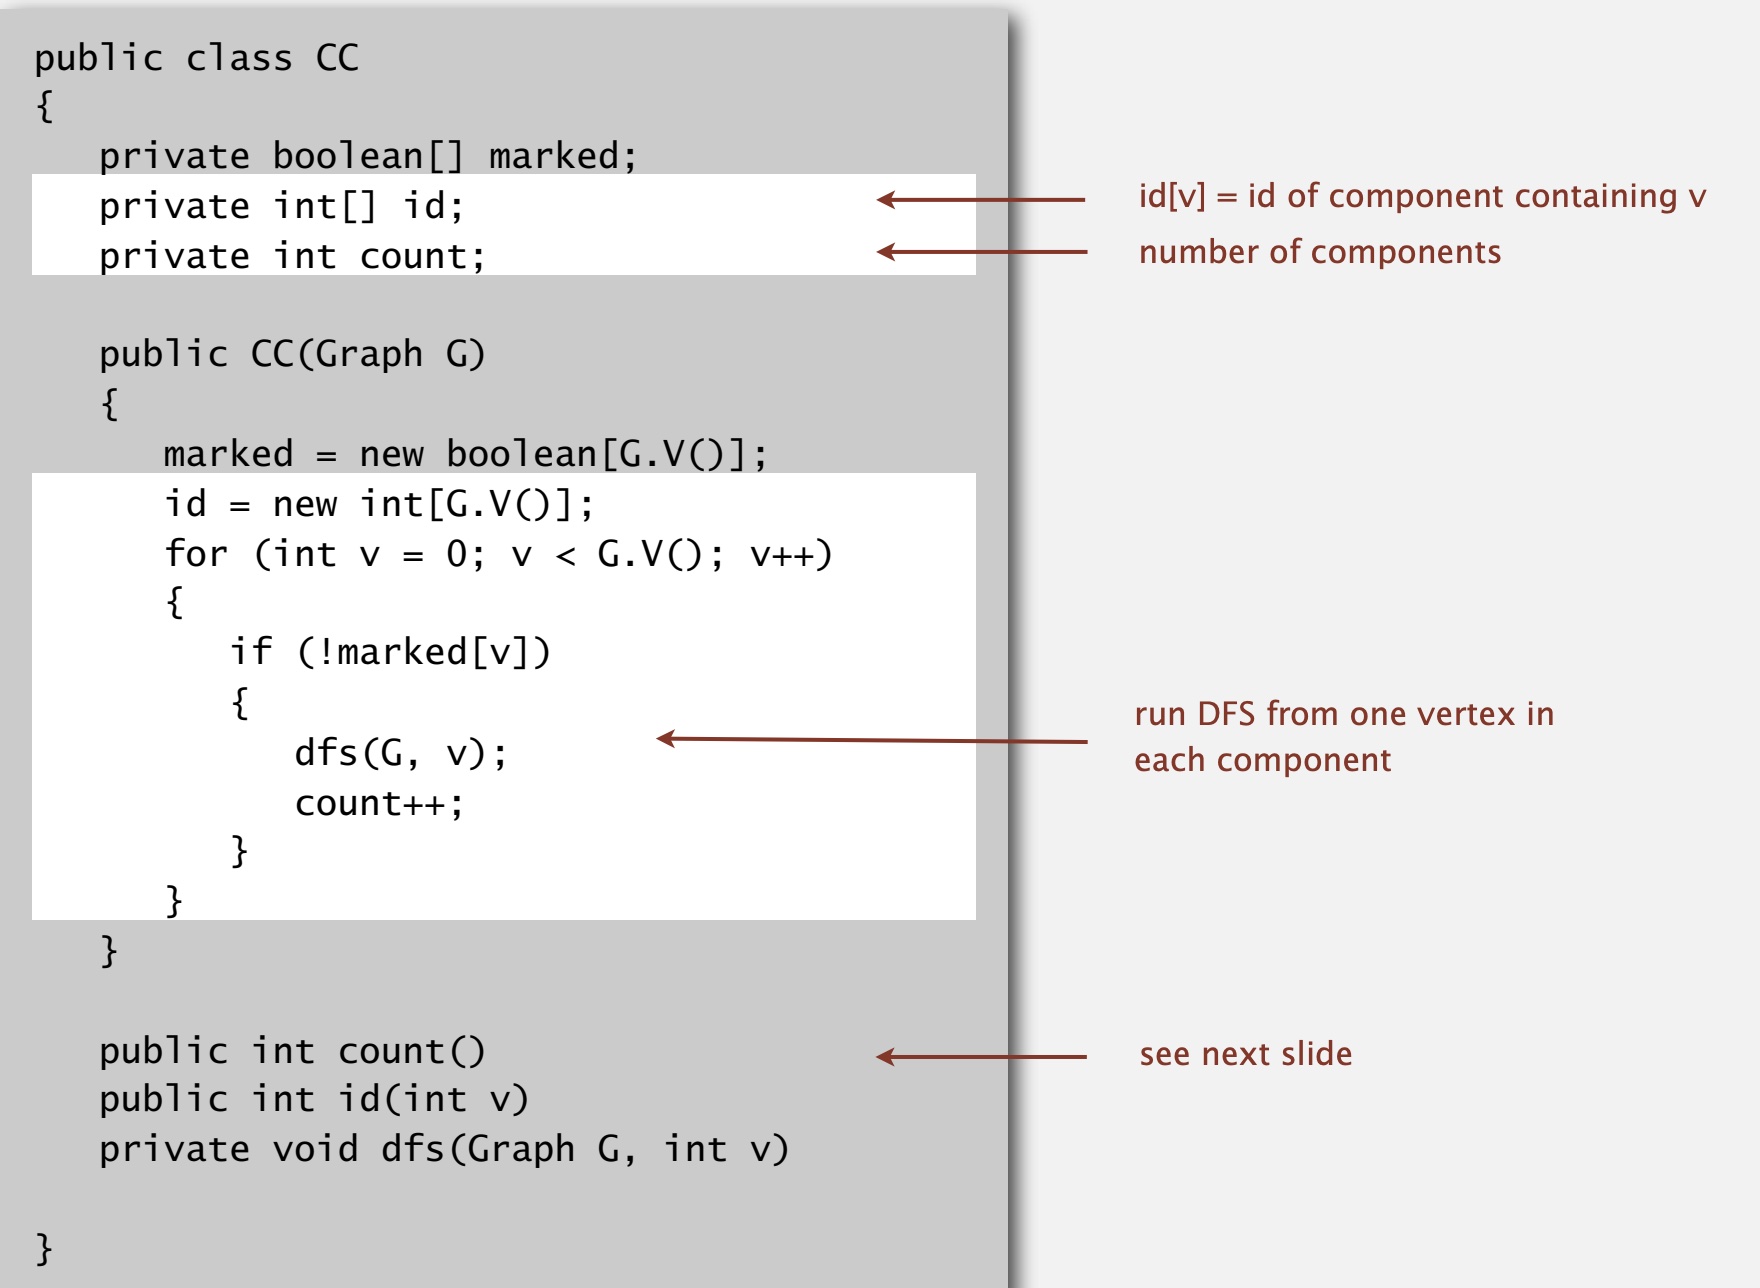 public class CC
{
   private boolean[] marked;
   private int[] id;
   private int count;
   public CC(Graph G)
   {
      marked = new boolean[G.V()];
      id = new int[G.V()];
      for (int v = 0; v < G.V(); v++)
      {
         if (!marked[v])
         {
            dfs(G, v);
            count++;
         }
      }
   }
   public int count()
   public int id(int v)
   private void dfs(Graph G, int v)
}
id[v] = id of component containing v
number of components
run DFS from one vertex in
each component
see next slide